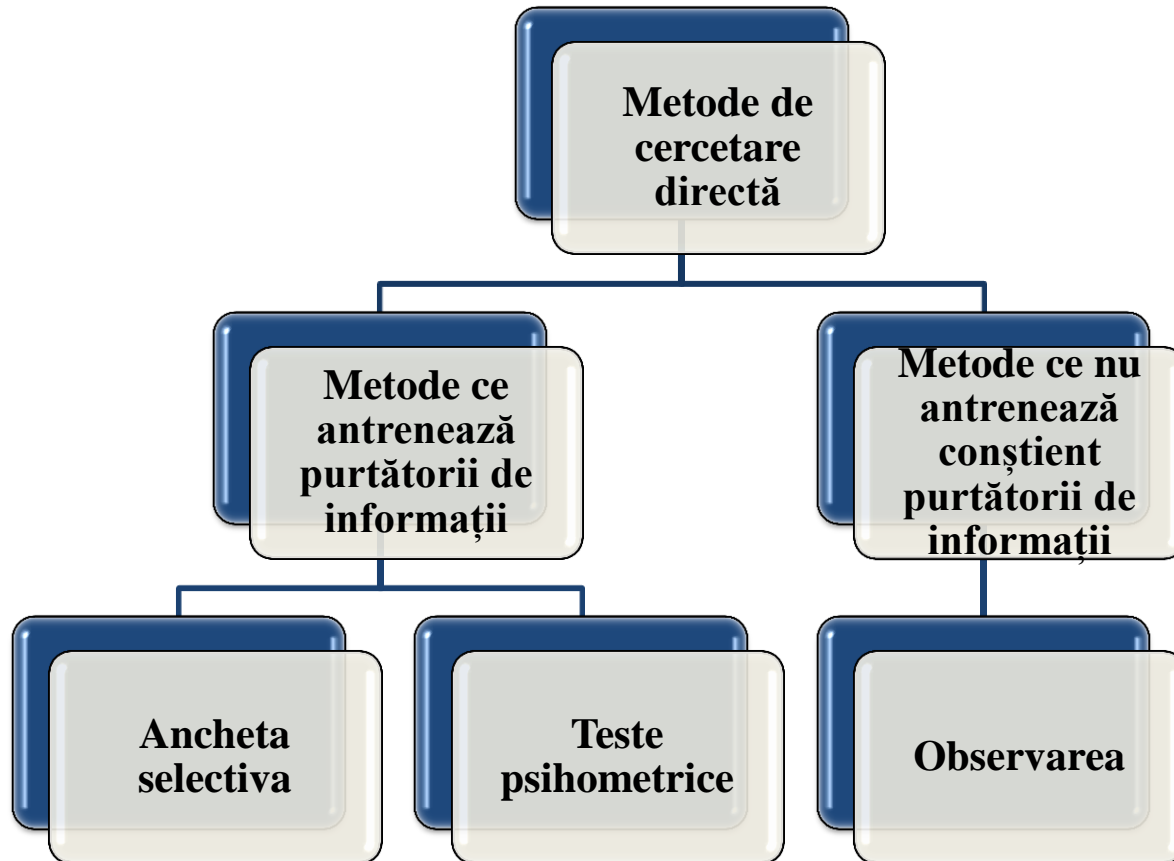 Metode de
cercetare
directă
Metode ce
antrenează
purtătorii de
informații
Metode ce nu
antrenează
conștient
purtătorii de
informații
Ancheta
selectiva
Teste
psihometrice
Observarea